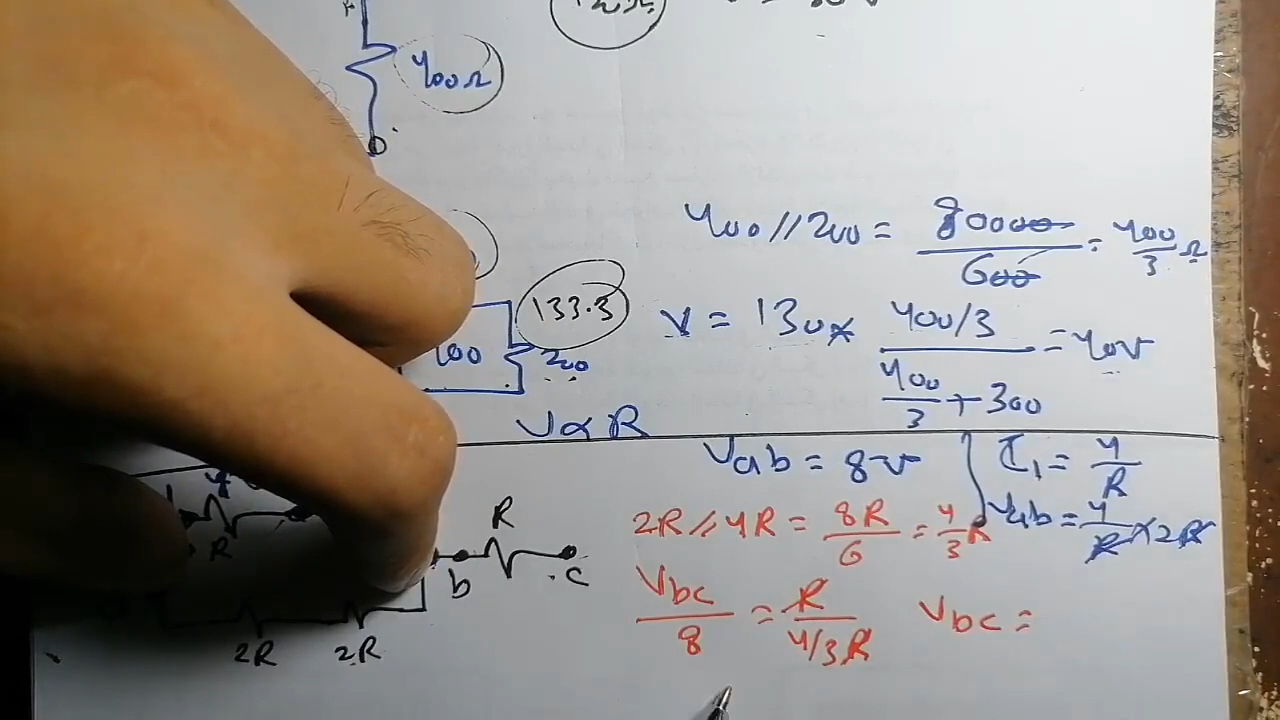 400Ω
400 // 200 = 80000 / 600 = 400/3 Ω
133.3
200
V = 130 × (400/3) / (400/3 + 300) = 40v
V α R
Vab = 8v
I₁ = 4/R
R
2R // 4R = 8R/6 = 4/3 R
Vab = 4/R × 2R
R
b
c
Vbc/8 = R / (4/3 R)
Vbc =
2R
2R